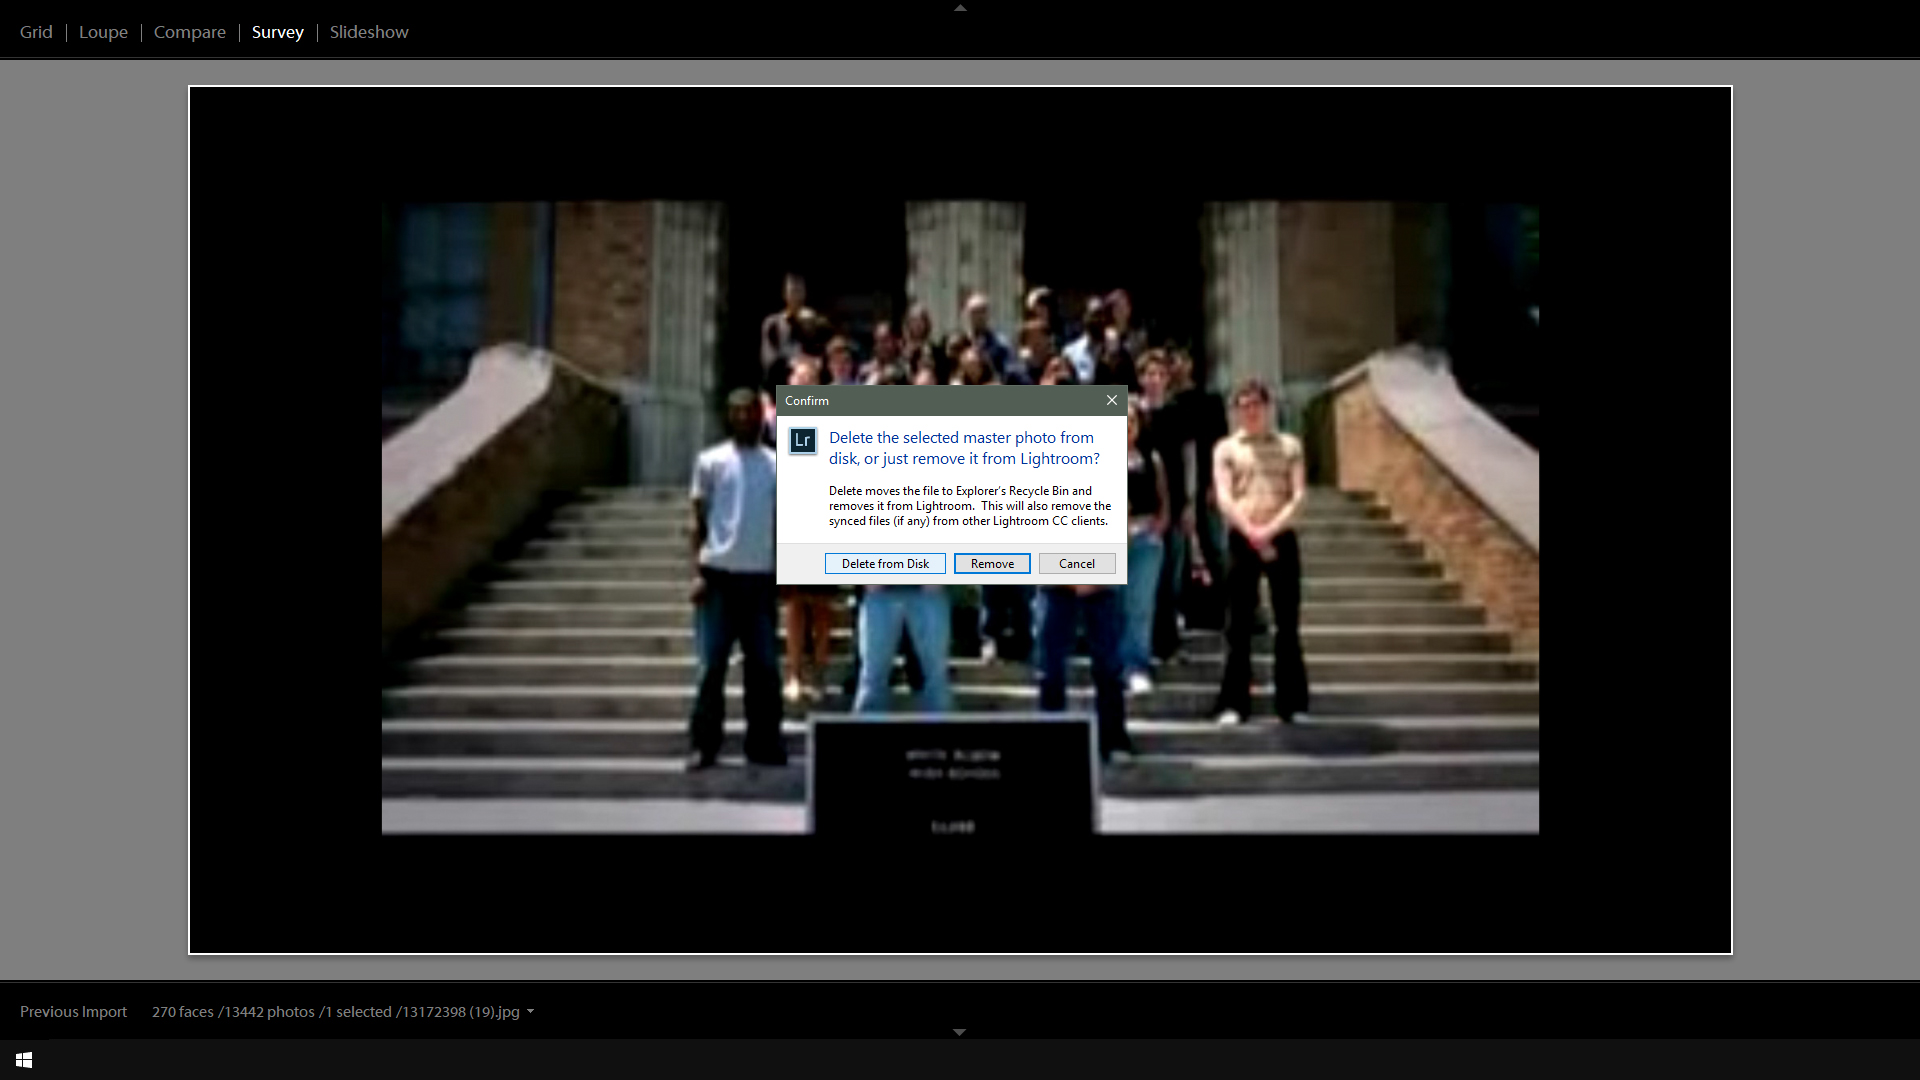 Grid | Loupe | Compare | Survey | Slideshow
Confirm
Lr
Delete the selected master photo from
disk, or just remove it from Lightroom?
Delete moves the file to Explorer's Recycle Bin and
removes it from Lightroom.  This will also remove the
synced files (if any) from other Lightroom CC clients.
Delete from Disk Remove Cancel
Previous Import 270 faces /13442 photos /1 selected /13172398 (19).jpg